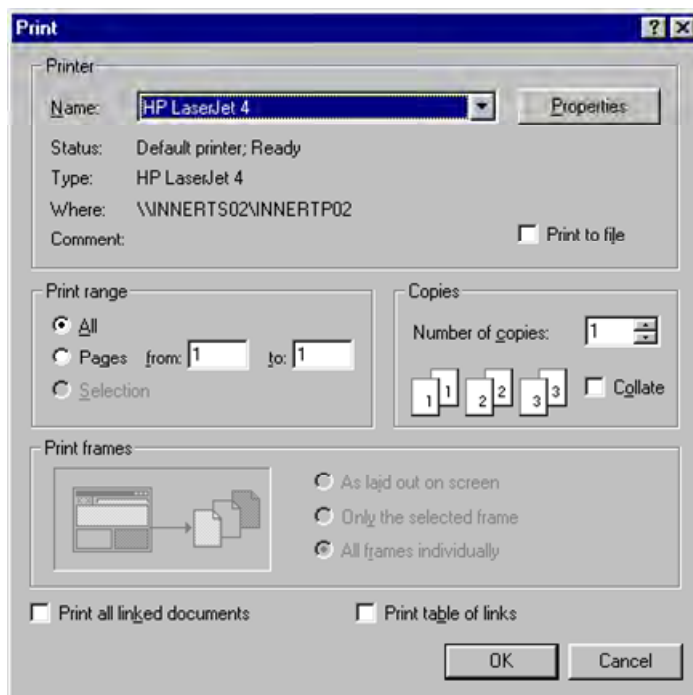 Print
Printer
Name: HP LaserJet 4 Properties
Status: Default printer; Ready
Type: HP LaserJet 4
Where: \\INNERTS02\INNERTP02
Comment: Print to file
Print range
All
Pages from: 1 to: 1
Selection
Copies
Number of copies: 1
1 1 2 2 3 3 Collate
Print frames
As laid out on screen
Only the selected frame
All frames individually
Print all linked documents Print table of links
OK Cancel